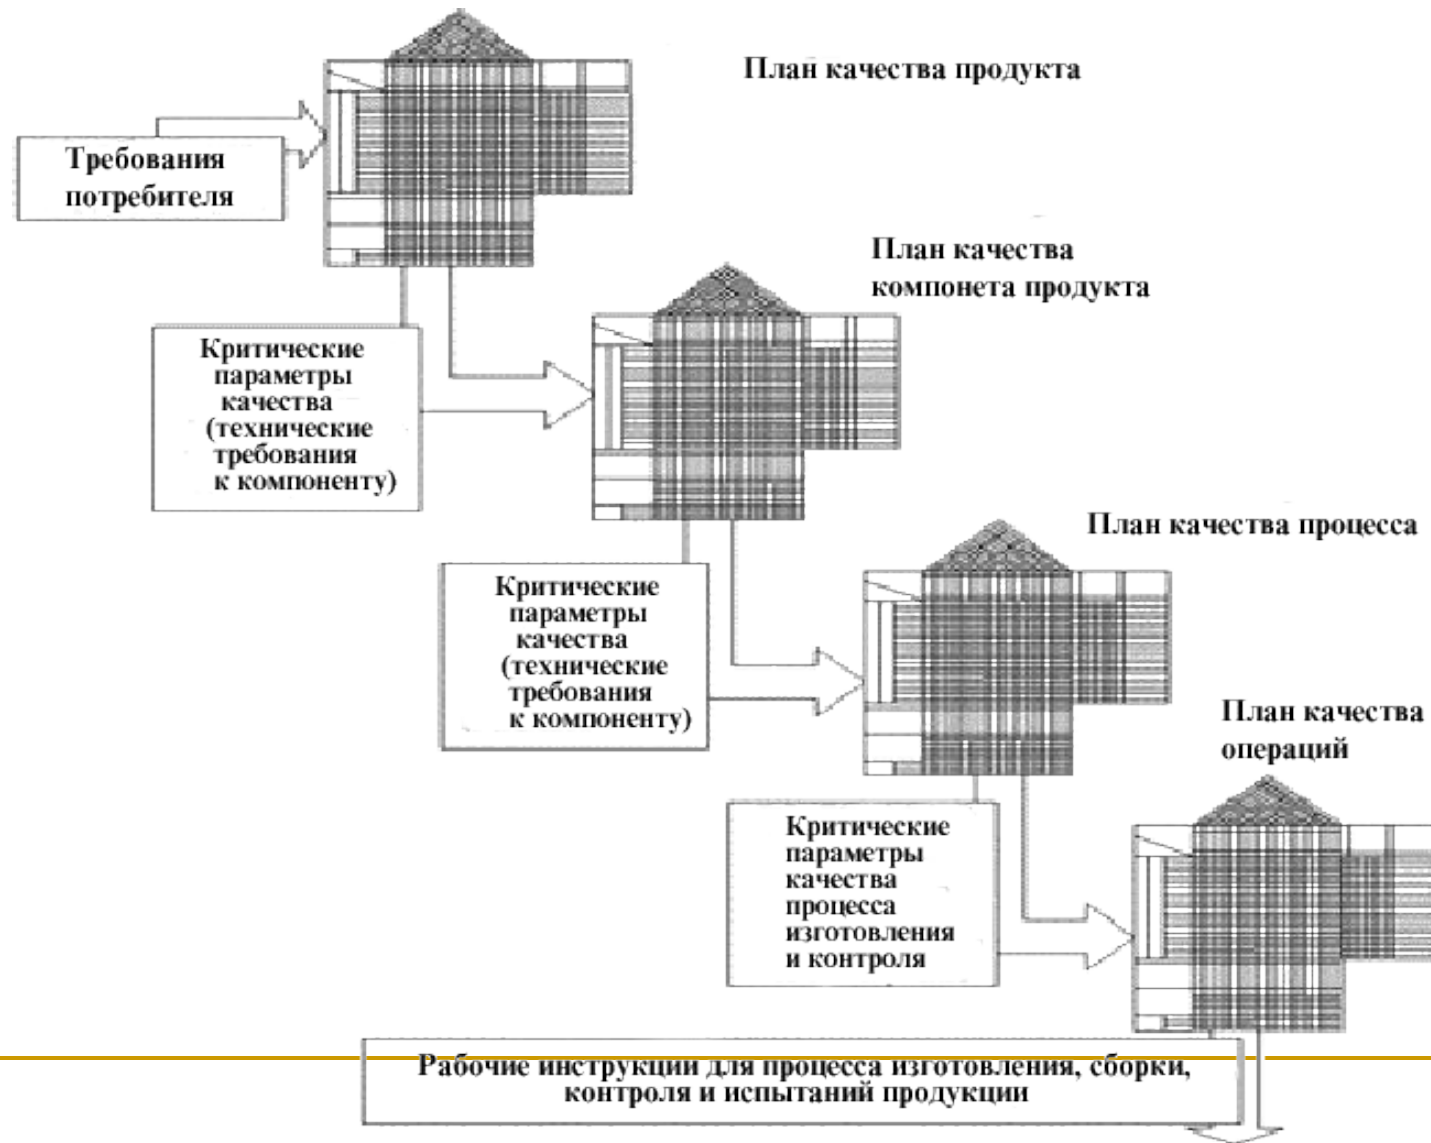 План качества продукта
Требования
потребителя
План качества
компонета продукта
Критические
параметры
качества
(технические
требования
к компоненту)
План качества процесса
Критические
параметры
качества
(технические
требования
к компоненту)
План качества
операций
Критические
параметры
качества
процесса
изготовления
и контроля
Рабочие инструкции для процесса изготовления, сборки,
контроля и испытаний продукции